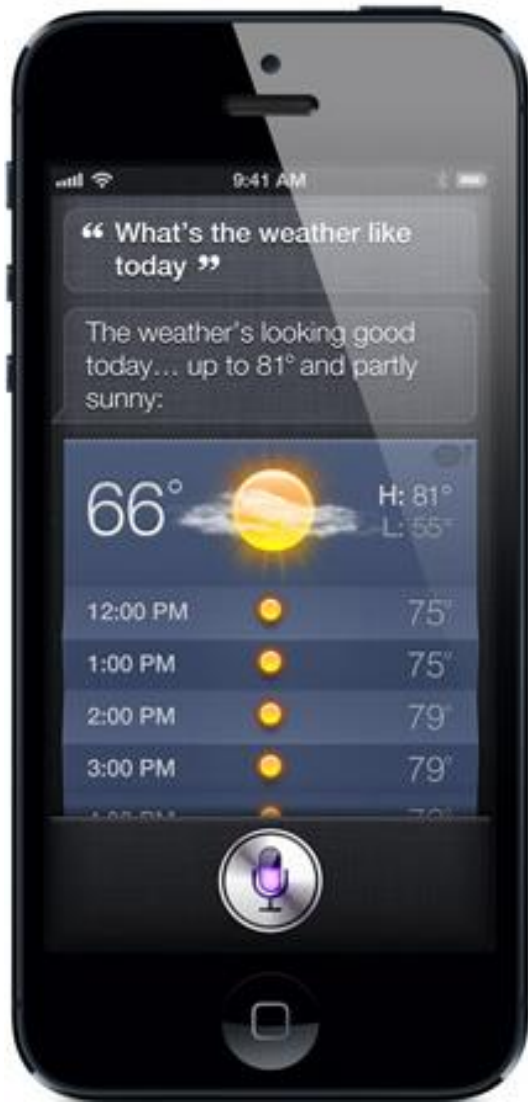 9:41 AM
“ What's the weather like
today ”
The weather's looking good
today... up to 81° and partly
sunny:
66°
H: 81°
L: 55°
12:00 PM 75°
1:00 PM 75°
2:00 PM 79°
3:00 PM 79°